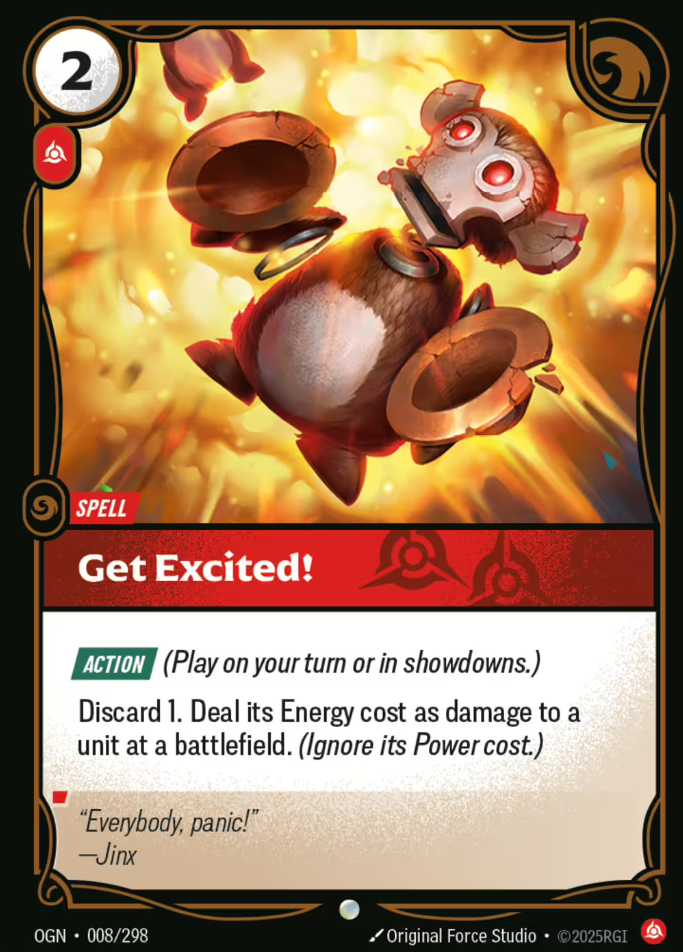 2
SPELL
Get Excited!
ACTION (Play on your turn or in showdowns.)
Discard 1. Deal its Energy cost as damage to a
unit at a battlefield. (Ignore its Power cost.)
“Everybody, panic!”
—Jinx
OGN • 008/298
Original Force Studio • ©2025RGI